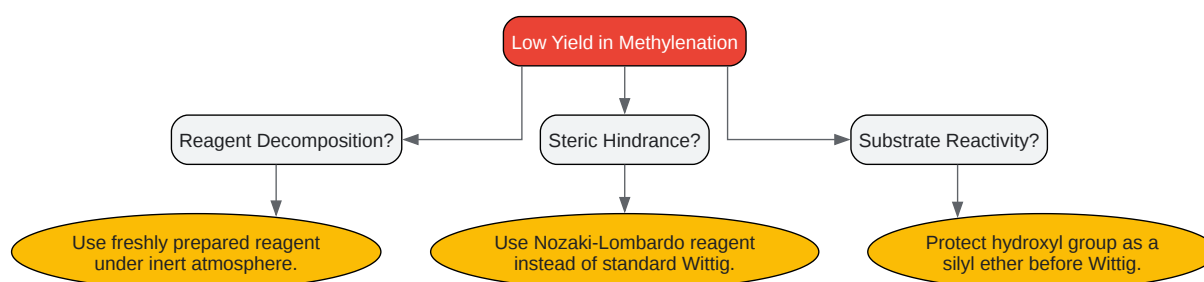 Low Yield in Methylenation
Reagent Decomposition?
Steric Hindrance?
Substrate Reactivity?
Use freshly prepared reagent
under inert atmosphere.
Use Nozaki-Lombardo reagent
instead of standard Wittig.
Protect hydroxyl group as a
silyl ether before Wittig.